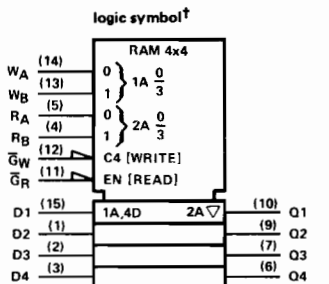 logic symbol†
RAM 4x4
WA (14) 0
1A 0/3
WB (13) 1
RA (5) 0
2A 0/3
RB (4) 1
G̅W (12) C4 [WRITE]
G̅R (11) EN [READ]
D1 (15) 1A,4D 2A ▽ (10) Q1
D2 (1) (9) Q2
D3 (2) (7) Q3
D4 (3) (6) Q4